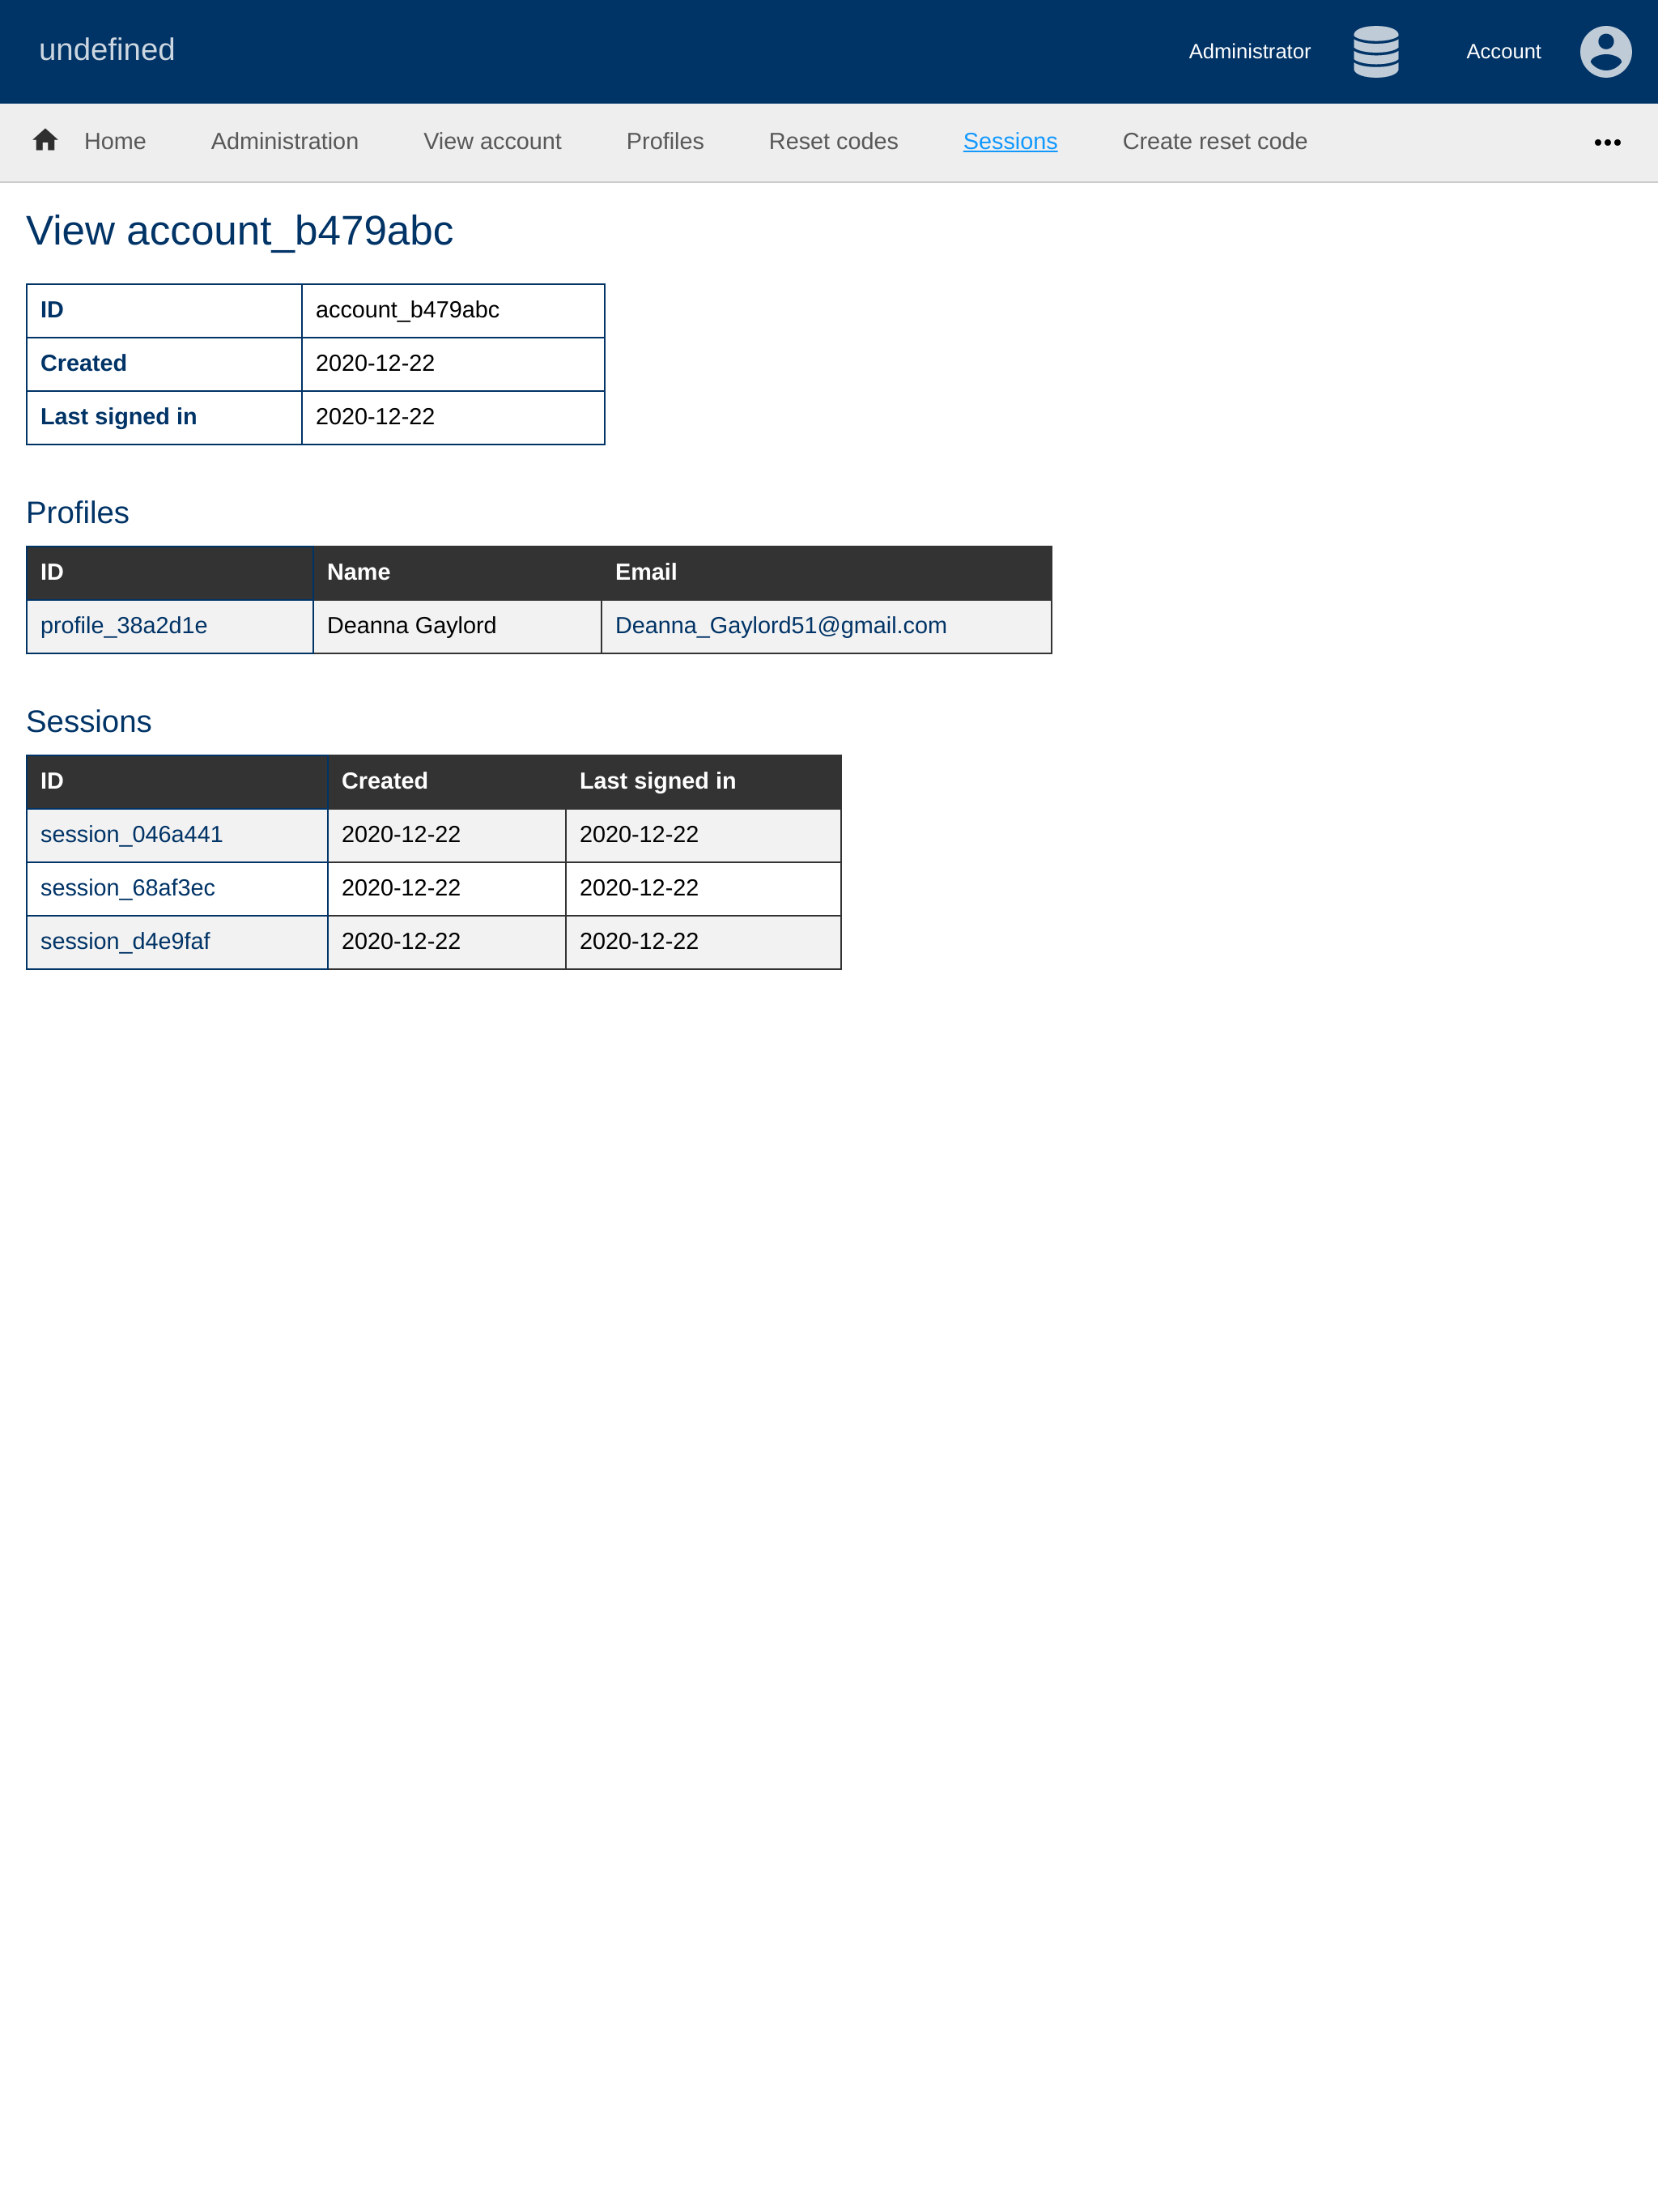 undefined Administrator Account
Home Administration View account Profiles Reset codes Sessions Create reset code
View account_b479abc
ID account_b479abc
Created 2020-12-22
Last signed in 2020-12-22
Profiles
ID Name Email
profile_38a2d1e Deanna Gaylord Deanna_Gaylord51@gmail.com
Sessions
ID Created Last signed in
session_046a441 2020-12-22 2020-12-22
session_68af3ec 2020-12-22 2020-12-22
session_d4e9faf 2020-12-22 2020-12-22